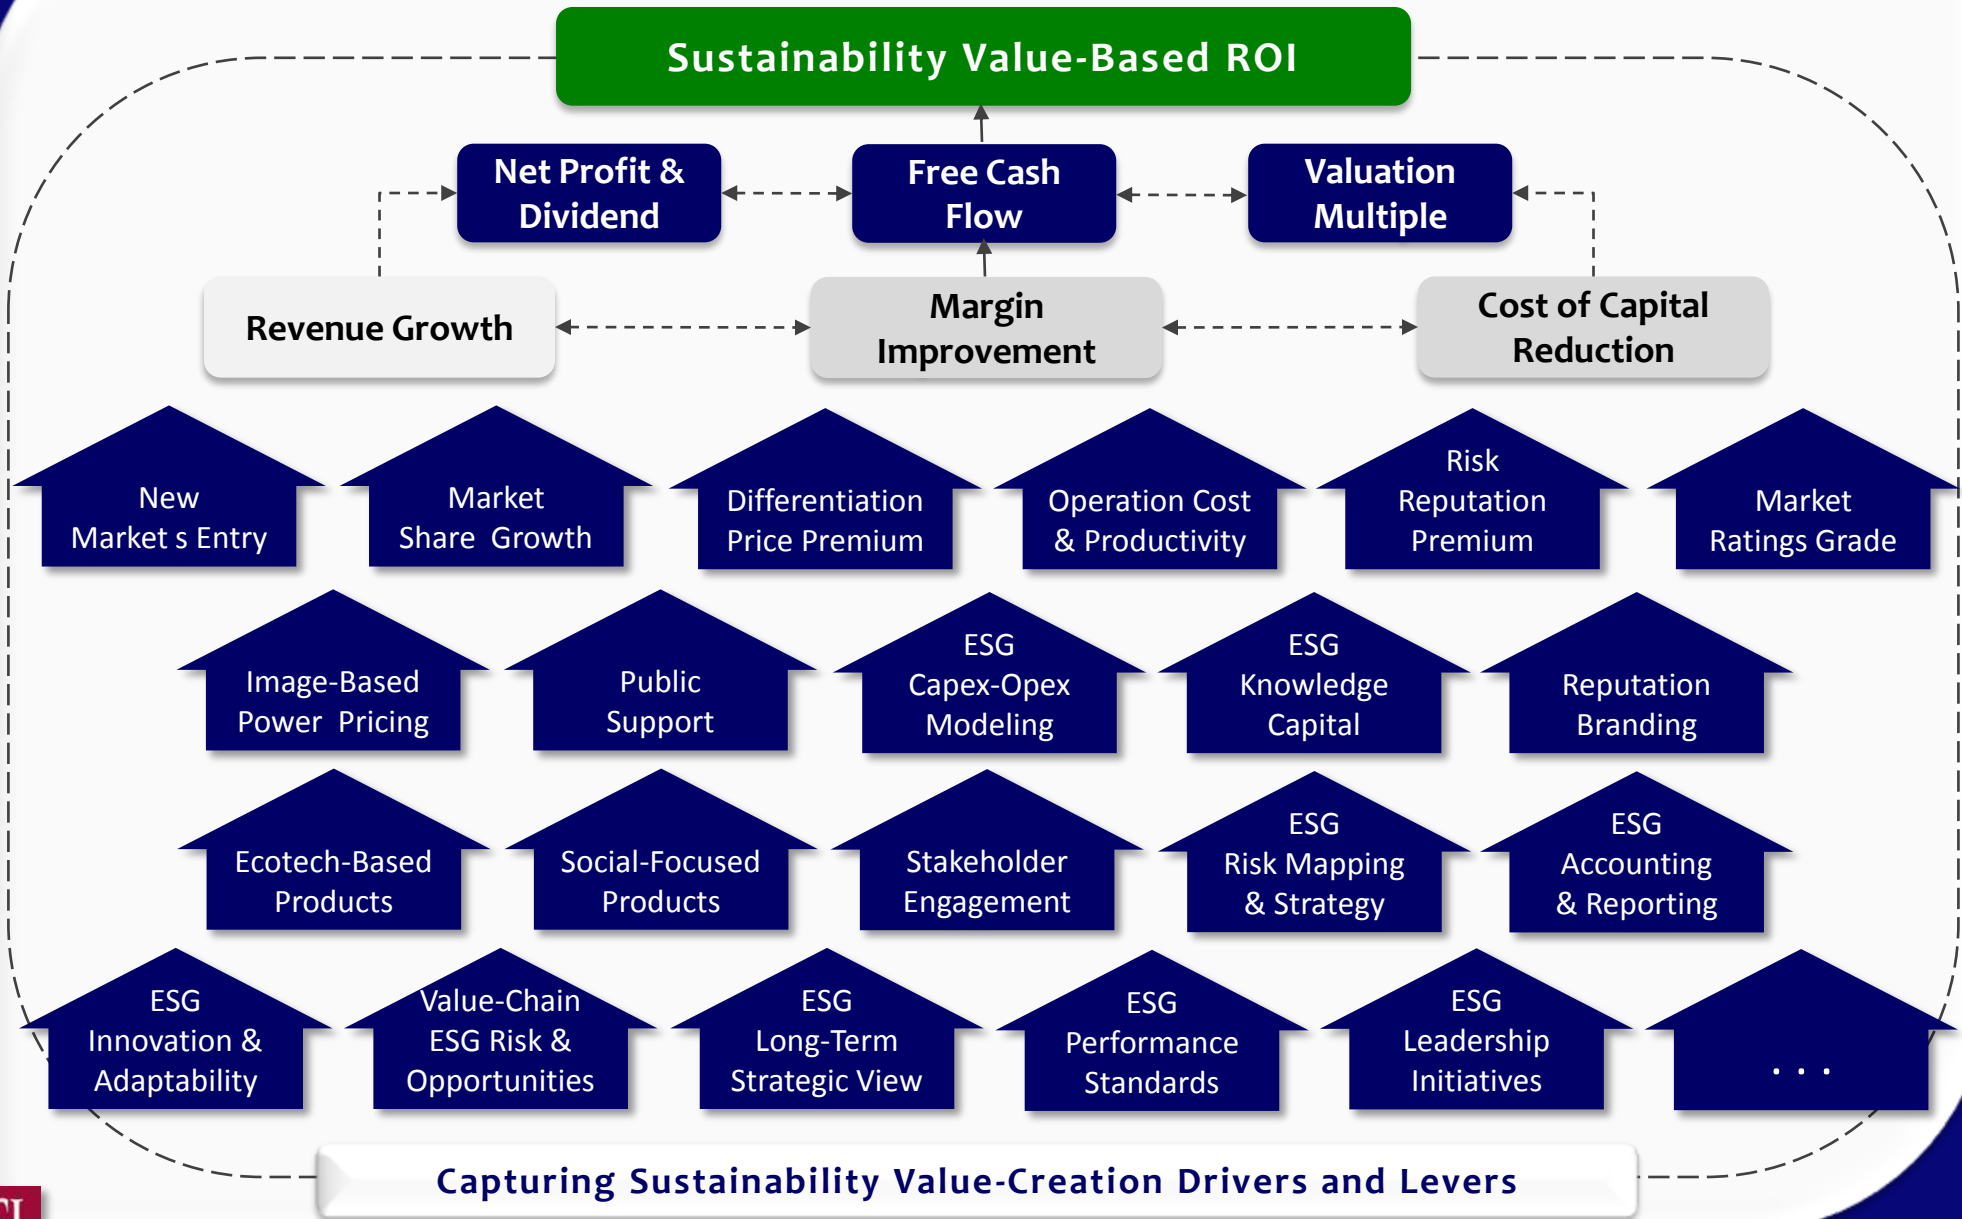 Sustainability Value-Based ROI
Net Profit &
Dividend
Free Cash
Flow
Valuation
Multiple
Revenue Growth
Margin
Improvement
Cost of Capital
Reduction
New
Market s Entry
Market
Share Growth
Differentiation
Price Premium
Operation Cost
& Productivity
Risk
Reputation
Premium
Market
Ratings Grade
Image-Based
Power Pricing
Public
Support
ESG
Capex-Opex
Modeling
ESG
Knowledge
Capital
Reputation
Branding
Ecotech-Based
Products
Social-Focused
Products
Stakeholder
Engagement
ESG
Risk Mapping
& Strategy
ESG
Accounting
& Reporting
ESG
Innovation &
Adaptability
Value-Chain
ESG Risk &
Opportunities
ESG
Long-Term
Strategic View
ESG
Performance
Standards
ESG
Leadership
Initiatives
. . .
Capturing Sustainability Value-Creation Drivers and Levers